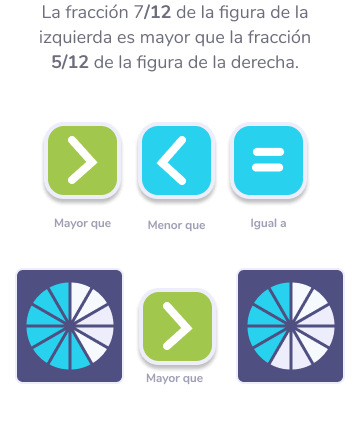 La fracción 7/12 de la figura de la
izquierda es mayor que la fracción
5/12 de la figura de la derecha.
> < =
Mayor que Menor que Igual a
>
Mayor que